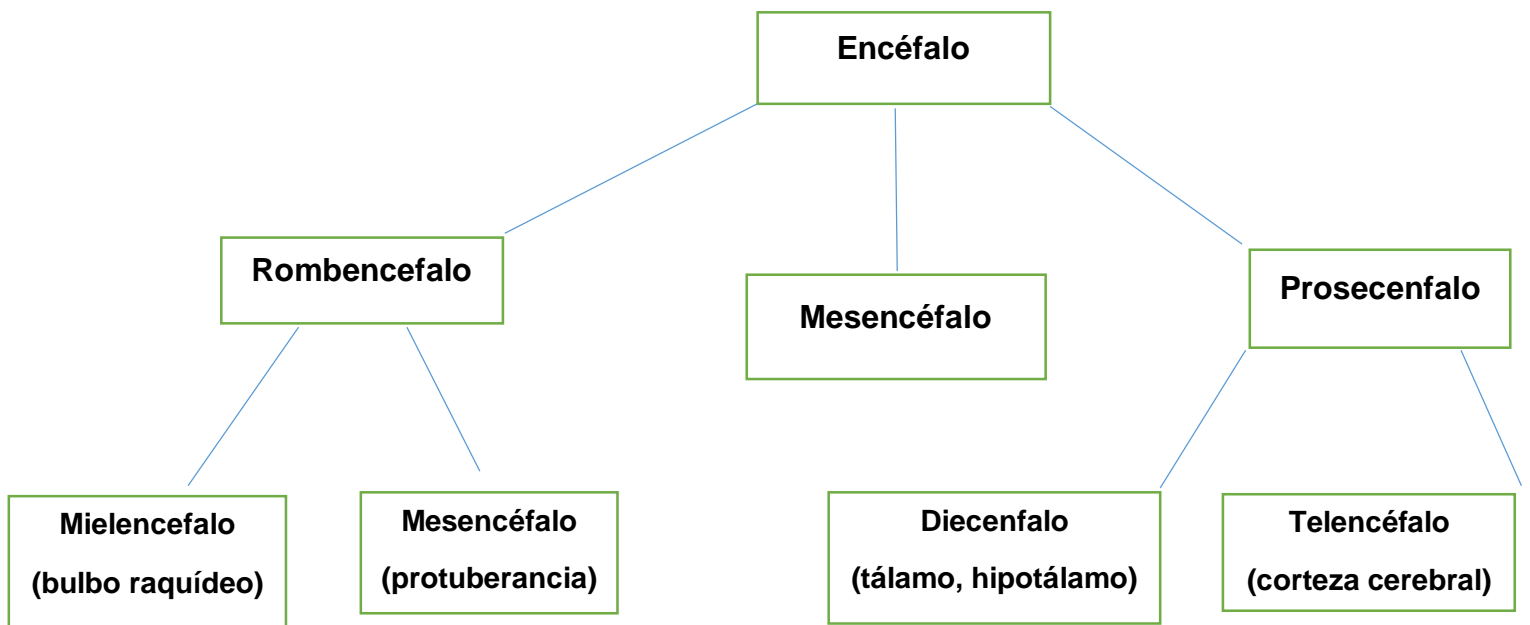 Encéfalo
Rombencefalo
Mesencéfalo
Prosecenfalo
Mielencefalo
(bulbo raquídeo)
Mesencéfalo
(protuberancia)
Diecenfalo
(tálamo, hipotálamo)
Telencéfalo
(corteza cerebral)